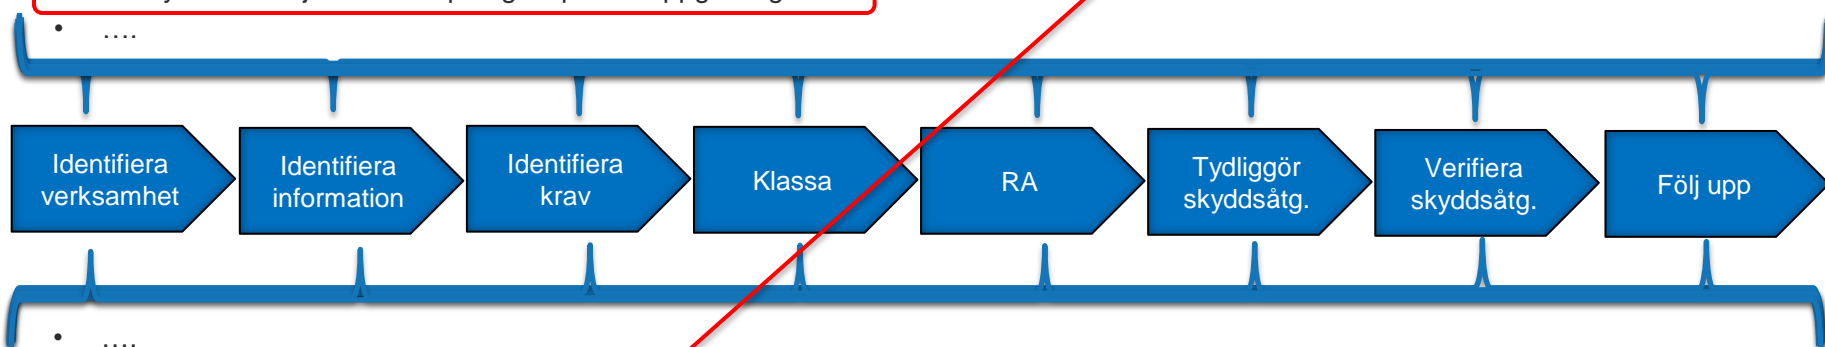 • ….
Identifiera
verksamhet
Identifiera
information
Identifiera
krav
Klassa
RA
Tydliggör
skyddsåtg.
Verifiera
skyddsåtg.
Följ upp
• ….